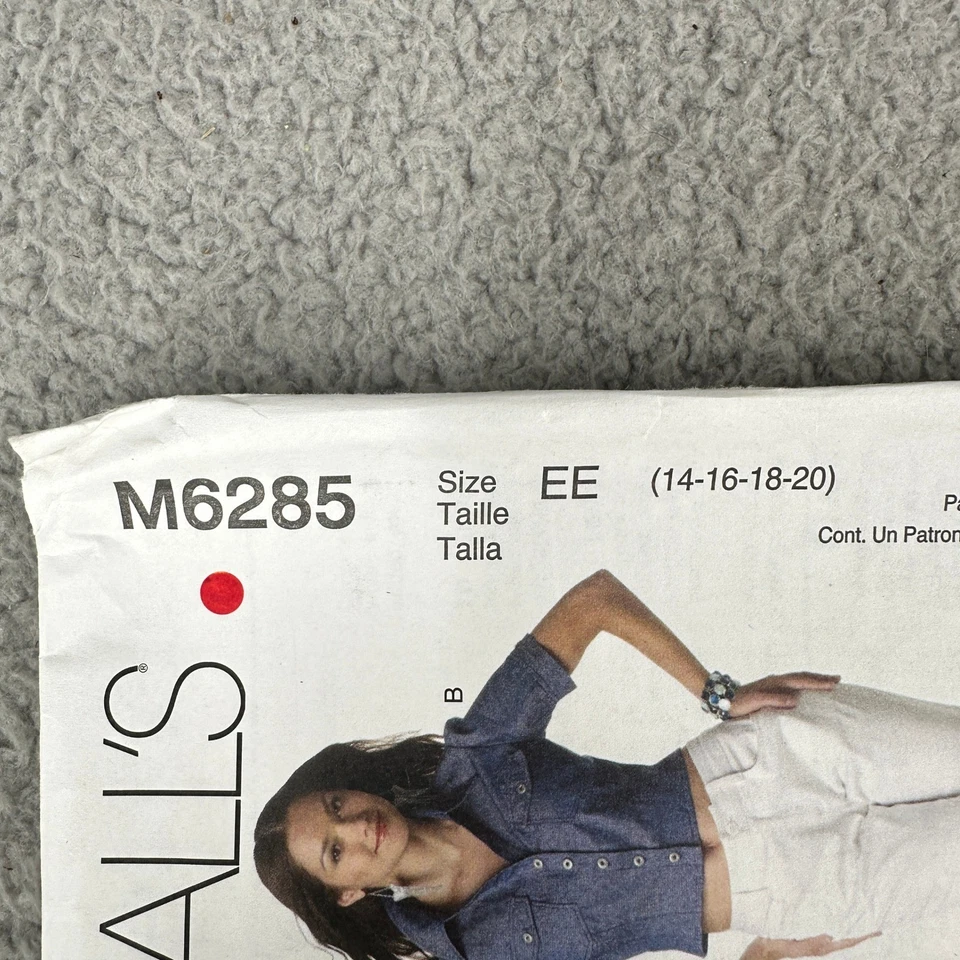 M6285
Size EE (14-16-18-20)
Taille
Talla
Cont. Un Patron
B
ALL'S®